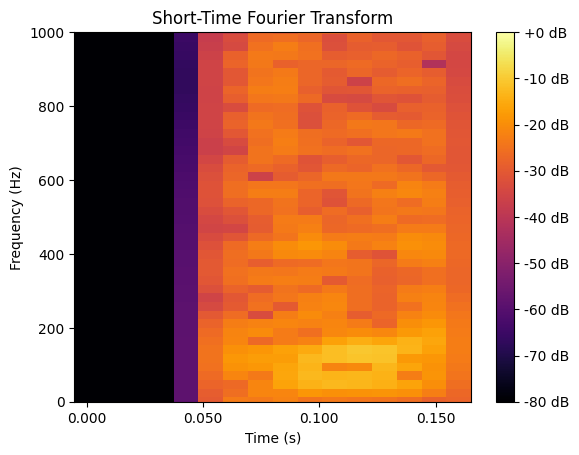 Short-Time Fourier Transform
1000
800
600
400
200
0
Frequency (Hz)
0.000
0.050
0.100
0.150
Time (s)
+0 dB
-10 dB
-20 dB
-30 dB
-40 dB
-50 dB
-60 dB
-70 dB
-80 dB